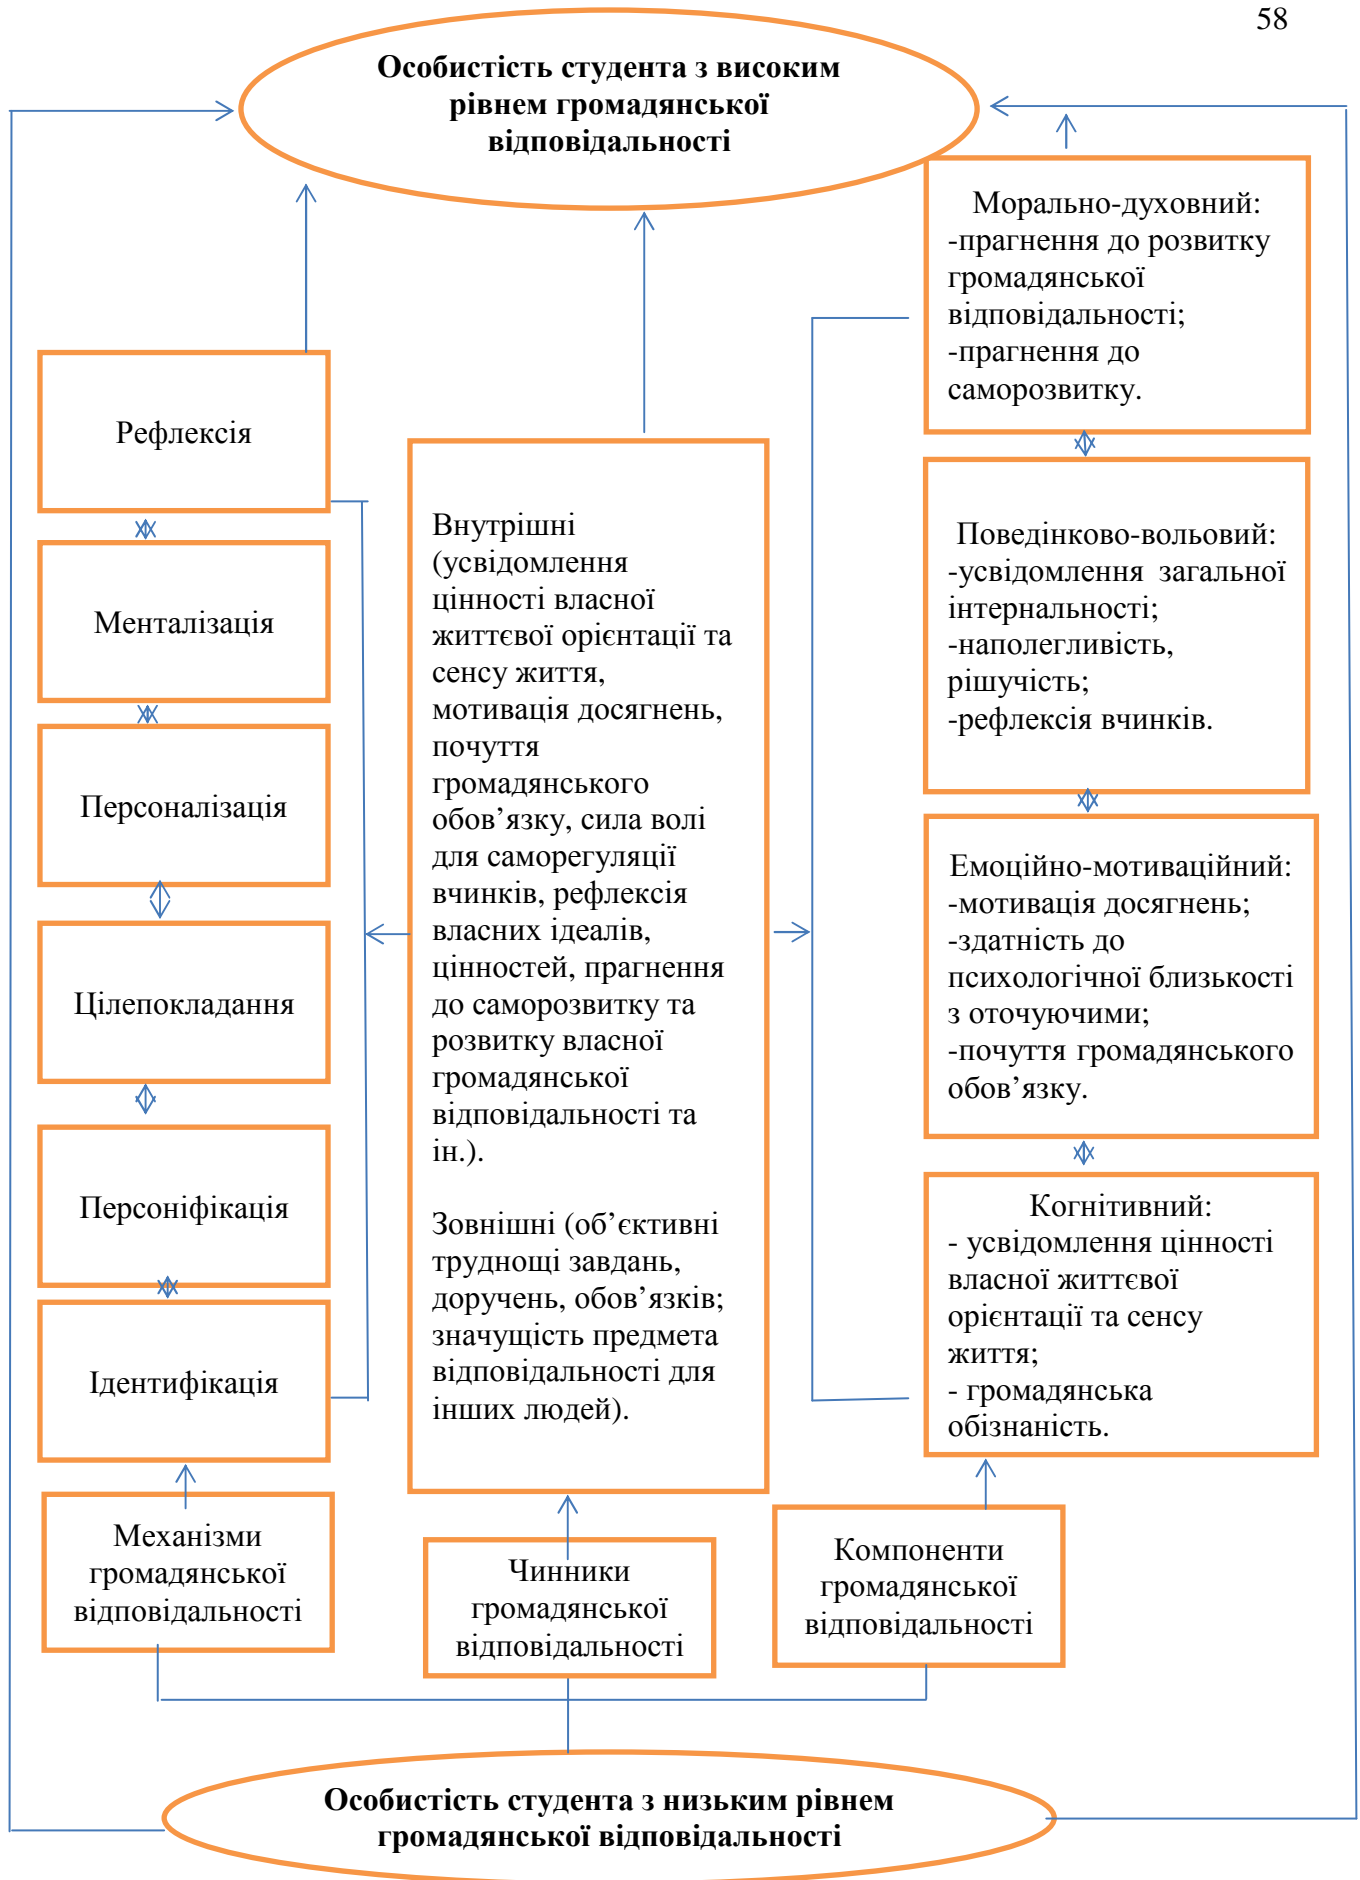 58
Особистість студента з високим
рівнем громадянської
відповідальності
Рефлексія
Менталізація
Персоналізація
Цілепокладання
Персоніфікація
Ідентифікація
Механізми
громадянської
відповідальності
Внутрішні
(усвідомлення
цінності власної
життєвої орієнтації та
сенсу життя,
мотивація досягнень,
почуття
громадянського
обов’язку, сила волі
для саморегуляції
вчинків, рефлексія
власних ідеалів,
цінностей, прагнення
до саморозвитку та
розвитку власної
громадянської
відповідальності та
ін.).
Зовнішні (об’єктивні
труднощі завдань,
доручень, обов’язків;
значущість предмета
відповідальності для
інших людей).
Чинники
громадянської
відповідальності
Морально-духовний:
-прагнення до розвитку
громадянської
відповідальності;
-прагнення до
саморозвитку.
Поведінково-вольовий:
-усвідомлення загальної
інтернальності;
-наполегливість,
рішучість;
-рефлексія вчинків.
Емоційно-мотиваційний:
-мотивація досягнень;
-здатність до
психологічної близькості
з оточуючими;
-почуття громадянського
обов’язку.
Когнітивний:
- усвідомлення цінності
власної життєвої
орієнтації та сенсу
життя;
- громадянська
обізнаність.
Компоненти
громадянської
відповідальності
Особистість студента з низьким рівнем
громадянської відповідальності